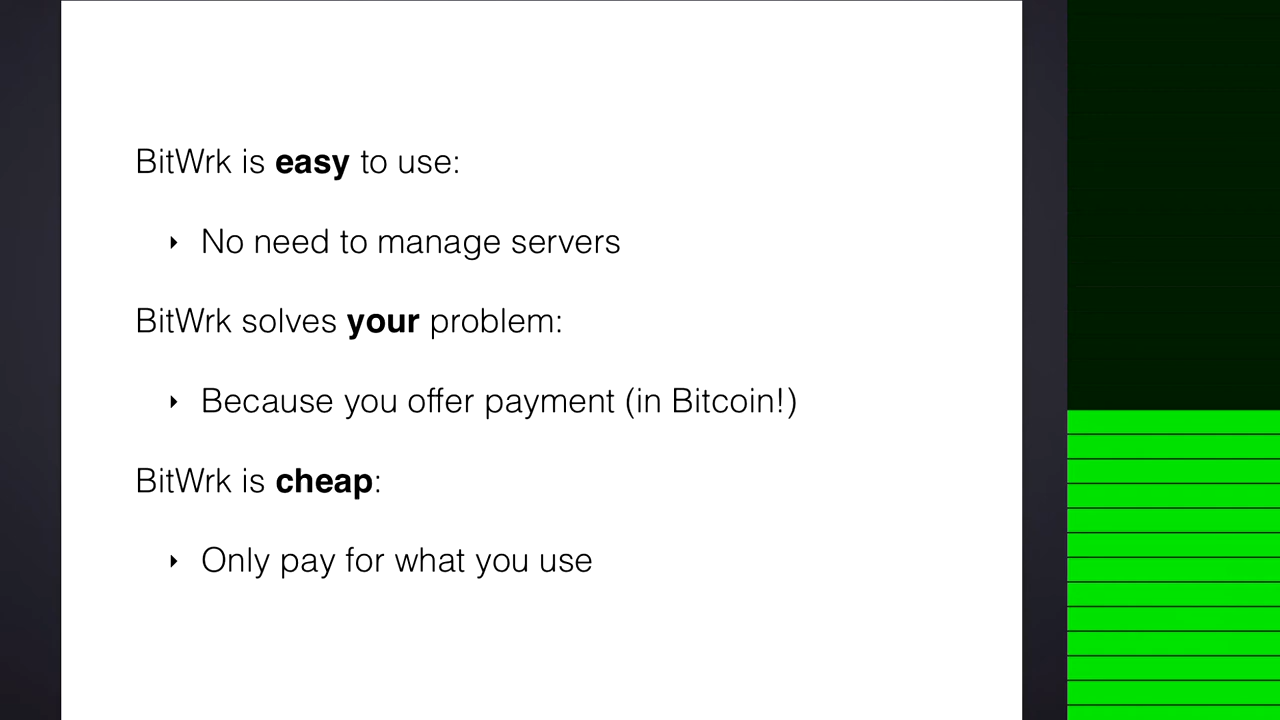 BitWrk is easy to use:
‣ No need to manage servers
BitWrk solves your problem:
‣ Because you offer payment (in Bitcoin!)
BitWrk is cheap:
‣ Only pay for what you use